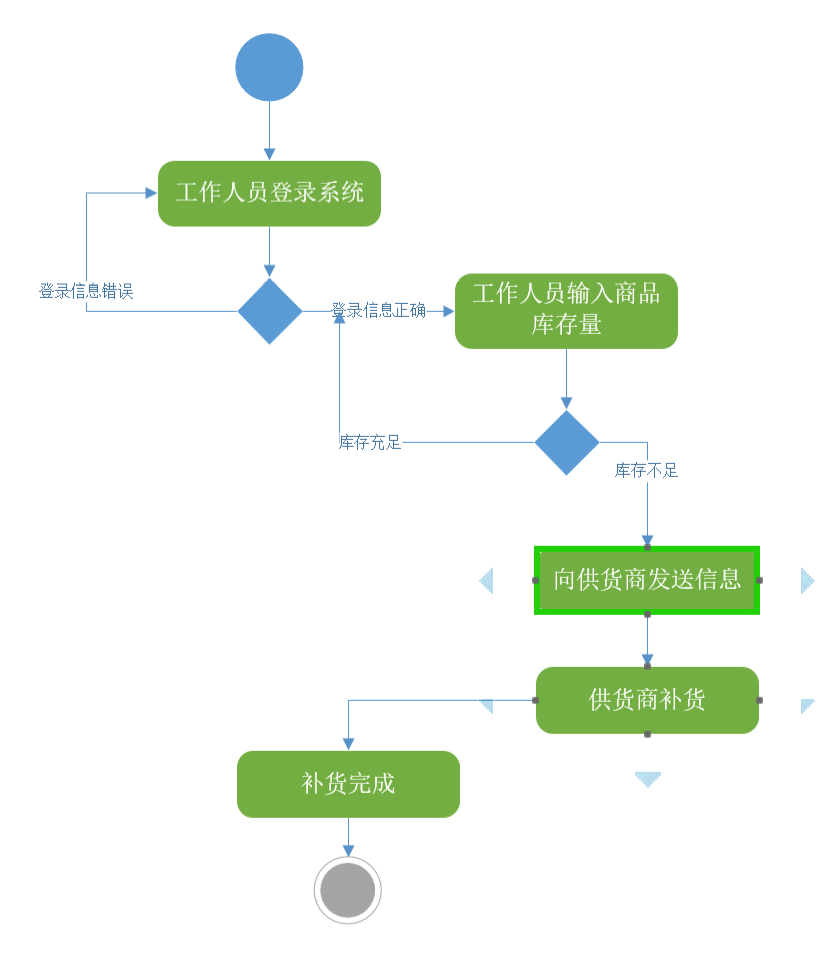 工作人员登录系统
登录信息错误
登录信息正确
工作人员输入商品
库存量
库存充足
库存不足
向供货商发送信息
供货商补货
补货完成